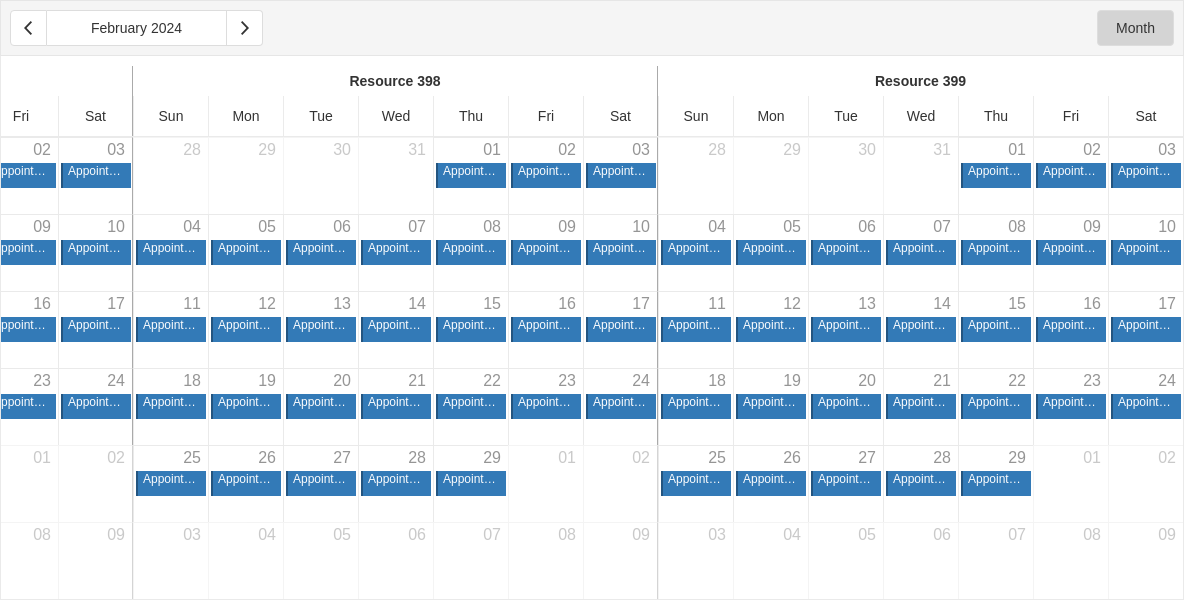 February 2024 Month
Resource 398 Resource 399
Fri Sat Sun Mon Tue Wed Thu Fri Sat Sun Mon Tue Wed Thu Fri Sat
02 03 28 29 30 31 01 02 03 28 29 30 31 01 02 03
ppoint… Appoint… Appoint… Appoint… Appoint… Appoint… Appoint… Appoint…
09 10 04 05 06 07 08 09 10 04 05 06 07 08 09 10
ppoint… Appoint… Appoint… Appoint… Appoint… Appoint… Appoint… Appoint… Appoint… Appoint… Appoint… Appoint… Appoint… Appoint… Appoint… Appoint…
16 17 11 12 13 14 15 16 17 11 12 13 14 15 16 17
ppoint… Appoint… Appoint… Appoint… Appoint… Appoint… Appoint… Appoint… Appoint… Appoint… Appoint… Appoint… Appoint… Appoint… Appoint… Appoint…
23 24 18 19 20 21 22 23 24 18 19 20 21 22 23 24
ppoint… Appoint… Appoint… Appoint… Appoint… Appoint… Appoint… Appoint… Appoint… Appoint… Appoint… Appoint… Appoint… Appoint… Appoint… Appoint…
01 02 25 26 27 28 29 01 02 25 26 27 28 29 01 02
Appoint… Appoint… Appoint… Appoint… Appoint… Appoint… Appoint… Appoint… Appoint… Appoint…
08 09 03 04 05 06 07 08 09 03 04 05 06 07 08 09